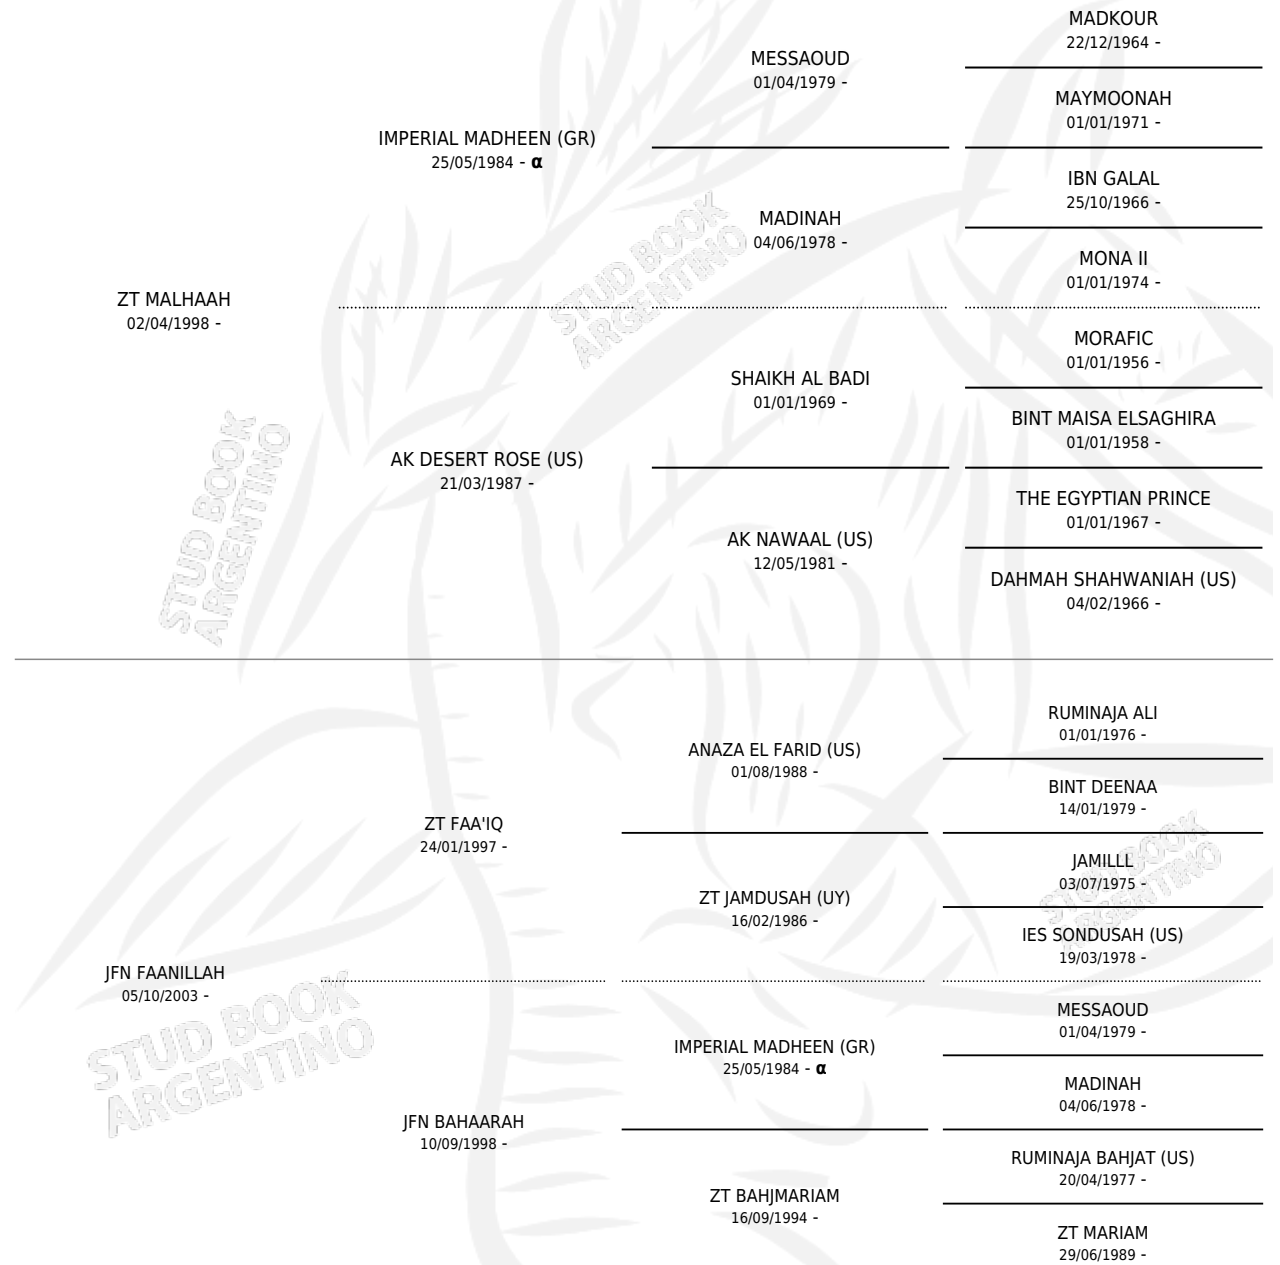 MADKOUR
22/12/1964 -
MESSAOUD
01/04/1979 -
MAYMOONAH
01/01/1971 -
IMPERIAL MADHEEN (GR)
25/05/1984 - α
IBN GALAL
25/10/1966 -
MADINAH
04/06/1978 -
MONA II
01/01/1974 -
ZT MALHAAH
02/04/1998 -
MORAFIC
01/01/1956 -
SHAIKH AL BADI
01/01/1969 -
BINT MAISA ELSAGHIRA
01/01/1958 -
AK DESERT ROSE (US)
21/03/1987 -
THE EGYPTIAN PRINCE
01/01/1967 -
AK NAWAAL (US)
12/05/1981 -
DAHMAH SHAHWANIAH (US)
04/02/1966 -
STUD BOOK
ARGENTINO
STUD BOOK
ARGENTINO
RUMINAJA ALI
01/01/1976 -
ANAZA EL FARID (US)
01/08/1988 -
BINT DEENAA
14/01/1979 -
ZT FAA'IQ
24/01/1997 -
JAMILLL
03/07/1975 -
ZT JAMDUSAH (UY)
16/02/1986 -
IES SONDUSAH (US)
19/03/1978 -
JFN FAANILLAH
05/10/2003 -
MESSAOUD
01/04/1979 -
IMPERIAL MADHEEN (GR)
25/05/1984 - α
MADINAH
04/06/1978 -
JFN BAHAARAH
10/09/1998 -
RUMINAJA BAHJAT (US)
20/04/1977 -
ZT BAHJMARIAM
16/09/1994 -
ZT MARIAM
29/06/1989 -
STUD BOOK
ARGENTINO
STUD BOOK
ARGENTINO